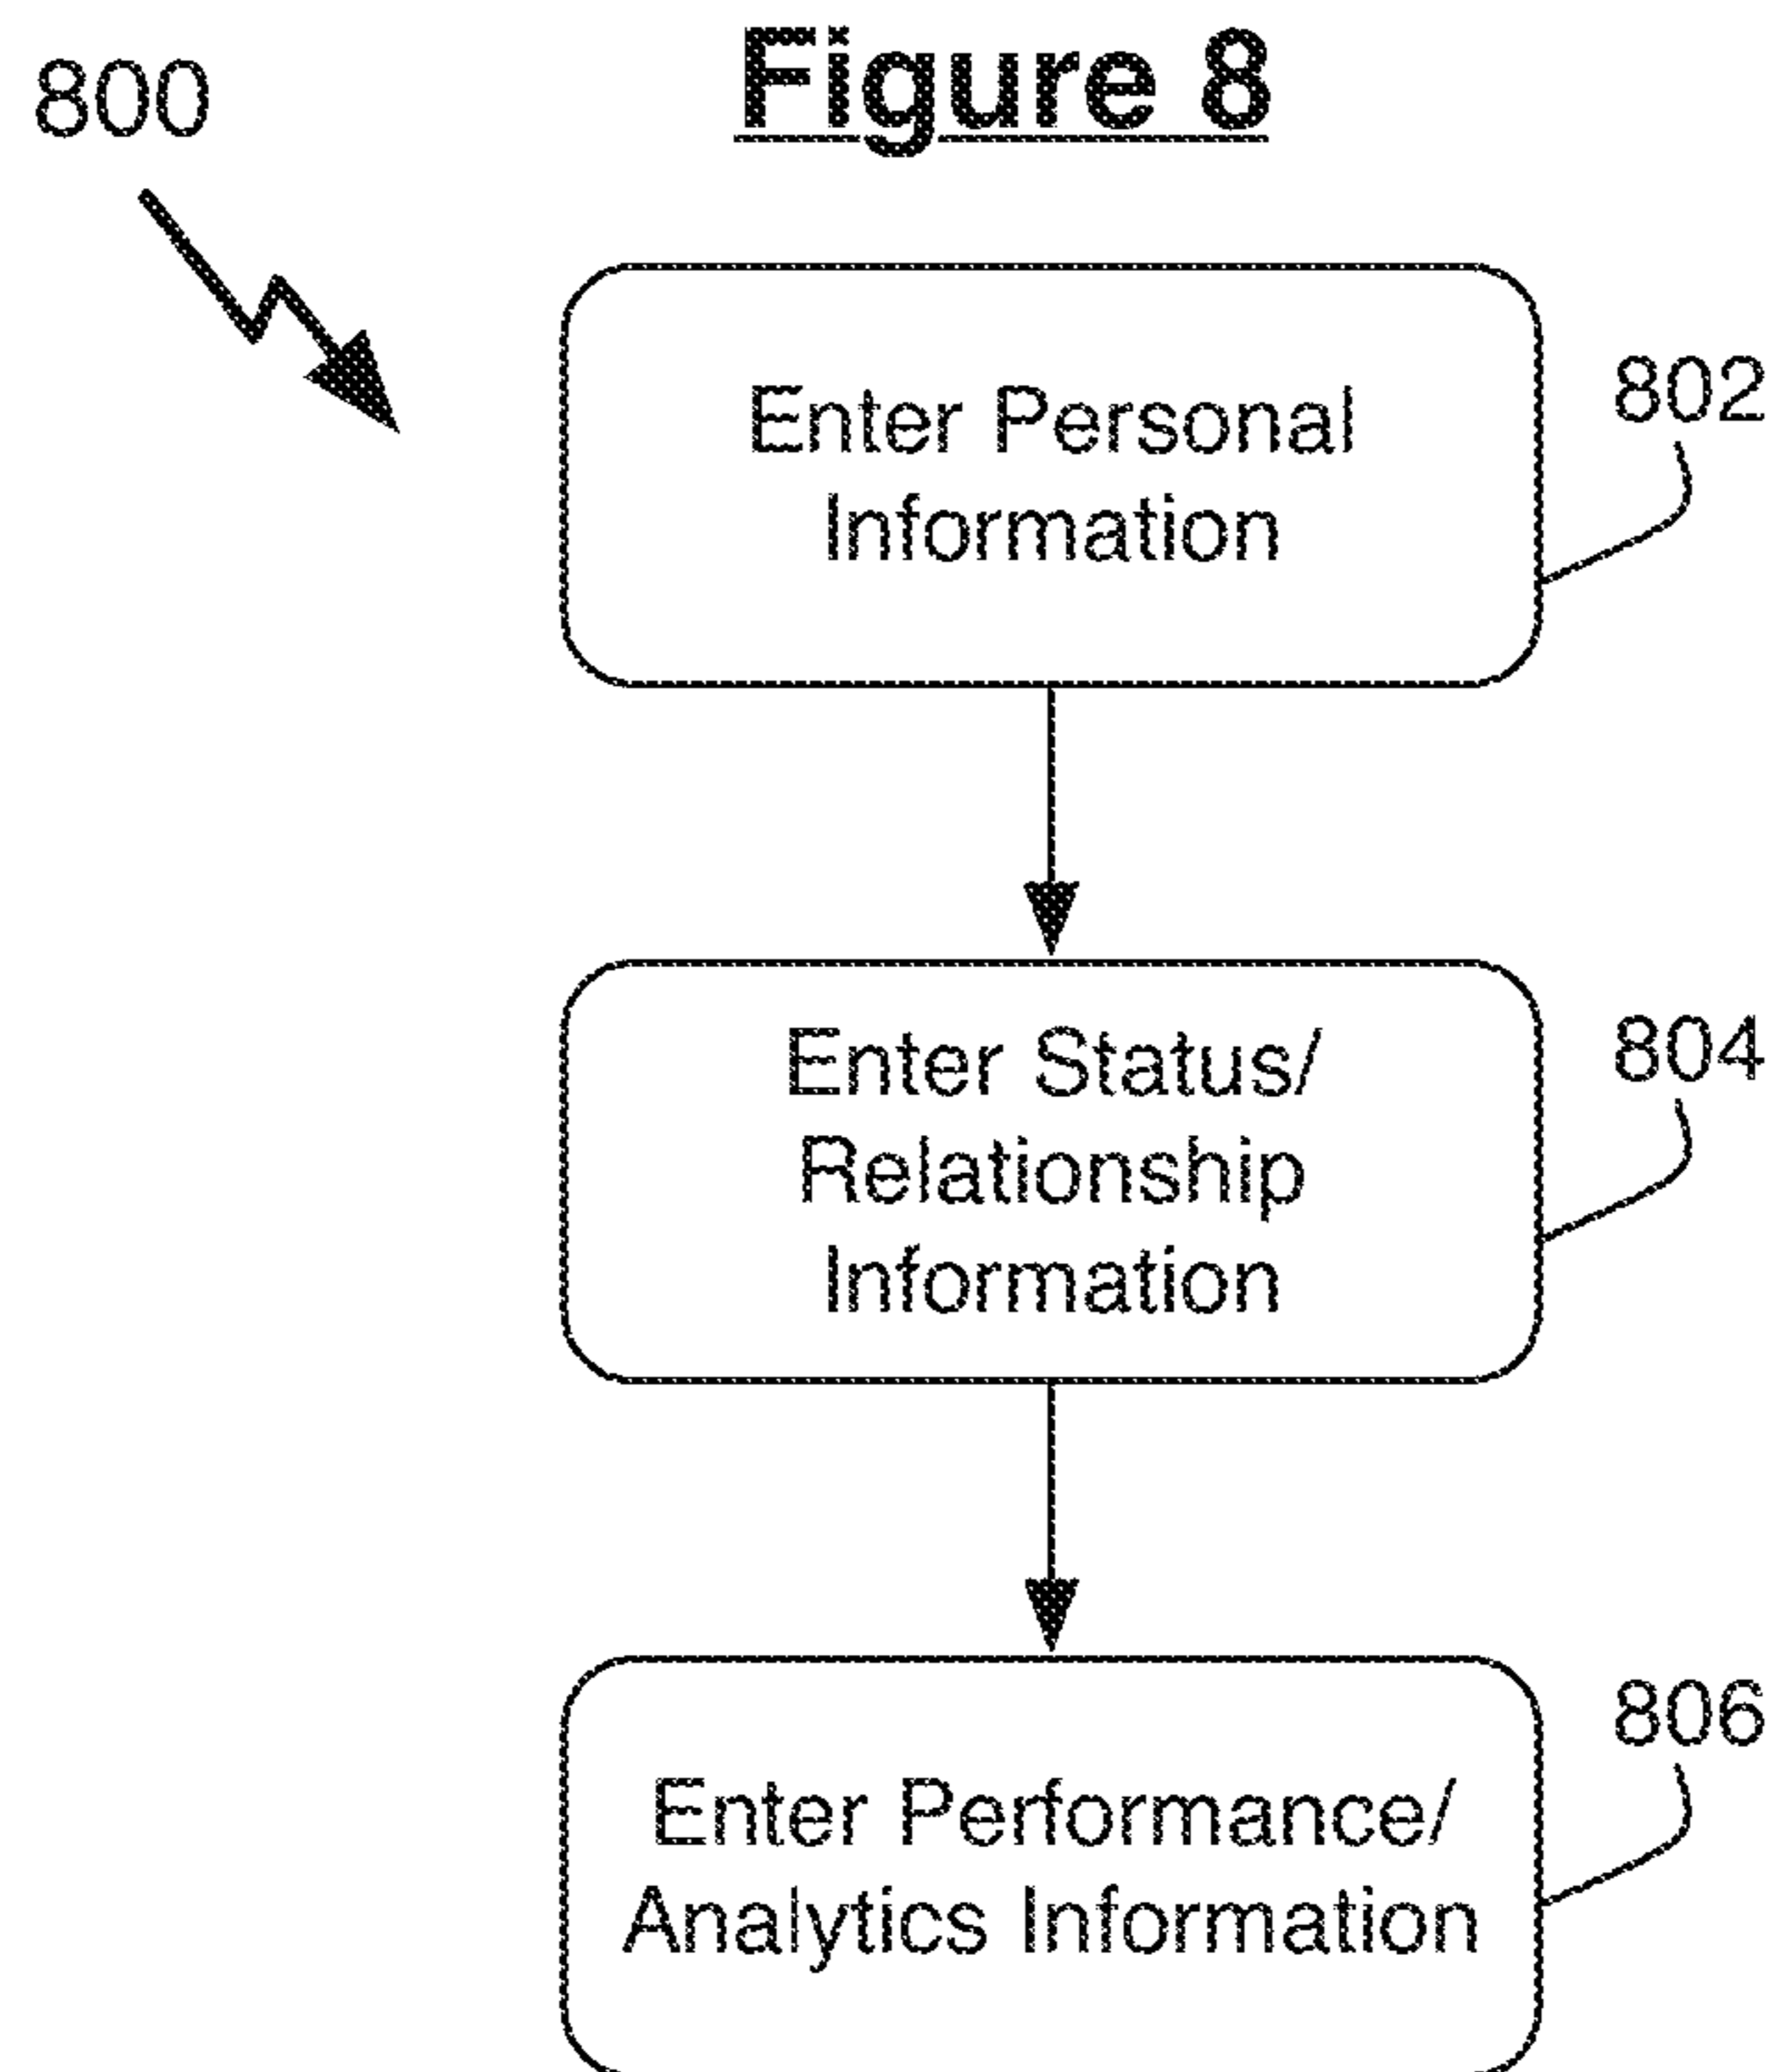 Figure 8
800
Enter Personal
Information
802
Enter Status/
Relationship
Information
804
Enter Performance/
Analytics Information
806